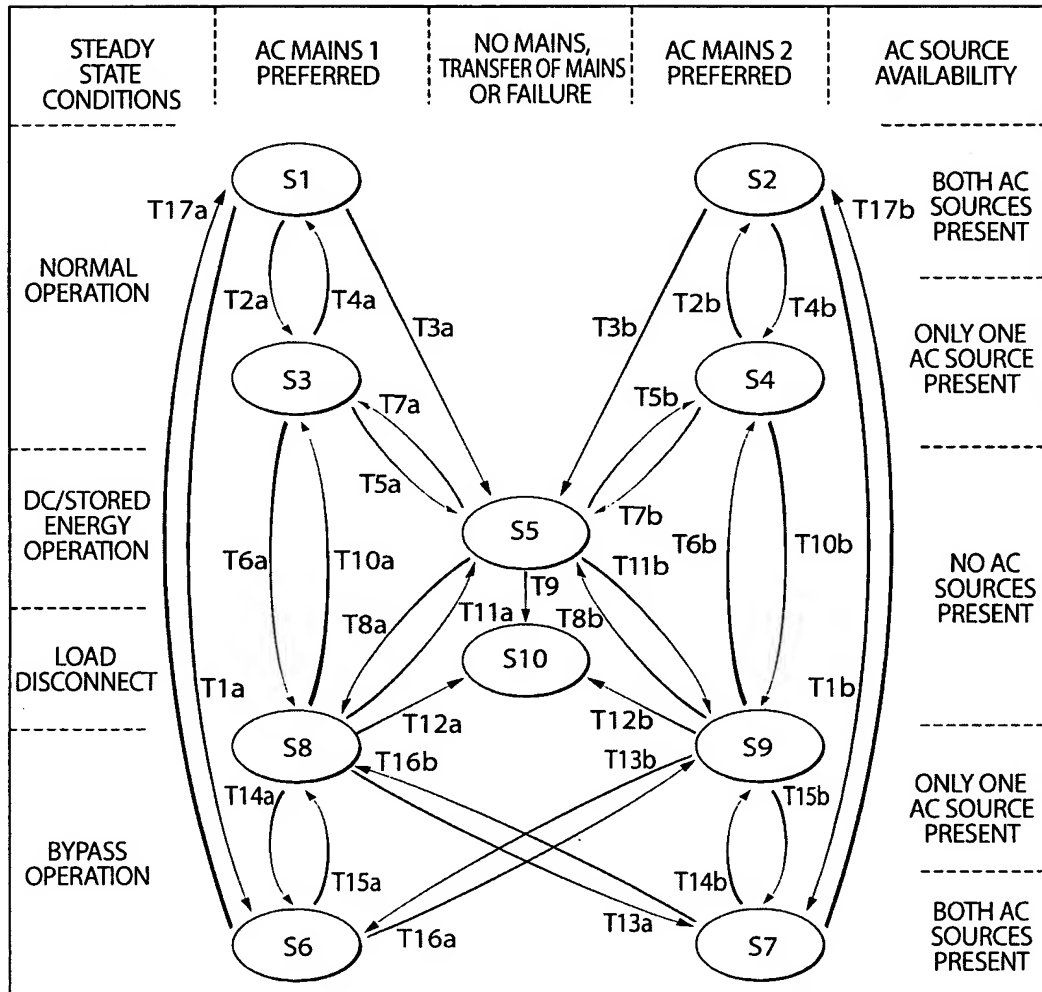 STEADY
STATE
CONDITIONS
AC MAINS 1
PREFERRED
NO MAINS,
TRANSFER OF MAINS
OR FAILURE
AC MAINS 2
PREFERRED
AC SOURCE
AVAILABILITY
S1
S2
T17a
T17b
BOTH AC
SOURCES
PRESENT
NORMAL
OPERATION
T2a
T4a
T3a
T3b
T2b
T4b
ONLY ONE
AC SOURCE
PRESENT
S3
S4
T7a
T5b
T5a
T7b
DC/STORED
ENERGY
OPERATION
S5
T6a
T10a
T9
T11b
T6b
T10b
NO AC
SOURCES
PRESENT
T8a
T11a
T8b
LOAD
DISCONNECT
S10
T1a
T1b
T12a
T12b
S8
S9
T16b
T13b
T14a
T15b
ONLY ONE
AC SOURCE
PRESENT
BYPASS
OPERATION
T15a
T14b
T16a
T13a
S6
S7
BOTH AC
SOURCES
PRESENT